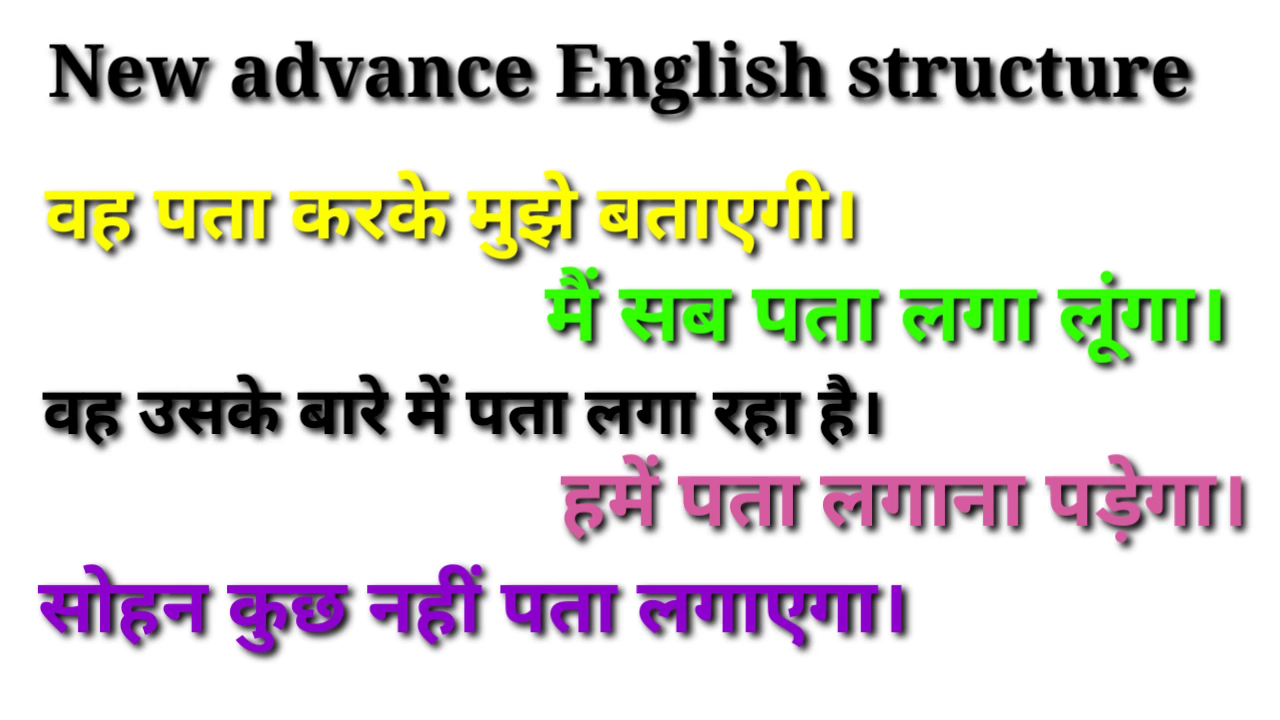 New advance English structure
वह पता करके मुझे बताएगी।
मैं सब पता लगा लूंगा।
वह उसके बारे में पता लगा रहा है।
हमें पता लगाना पड़ेगा।
सोहन कुछ नहीं पता लगाएगा।